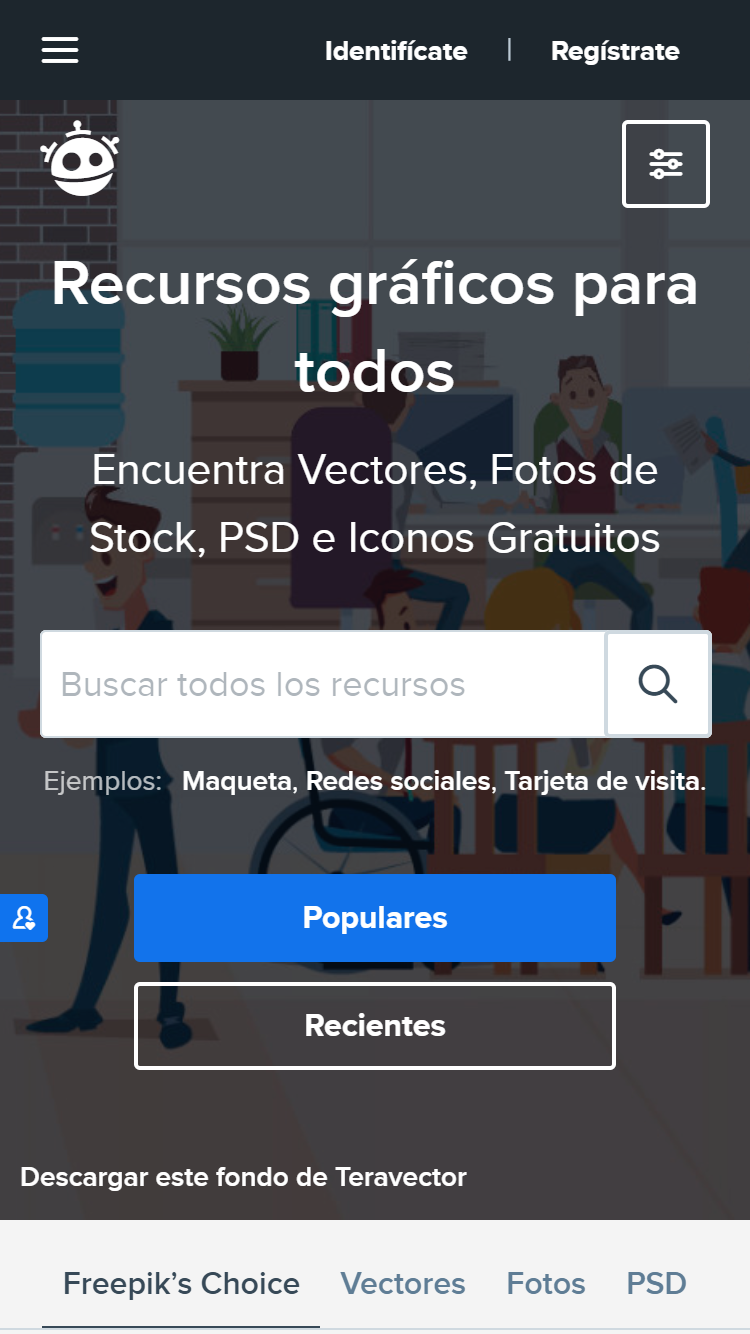 Identifícate | Regístrate
Recursos gráficos para
todos
Encuentra Vectores, Fotos de
Stock, PSD e Iconos Gratuitos
Buscar todos los recursos
Ejemplos: Maqueta, Redes sociales, Tarjeta de visita.
Populares
Recientes
Descargar este fondo de Teravector
Freepik’s Choice Vectores Fotos PSD